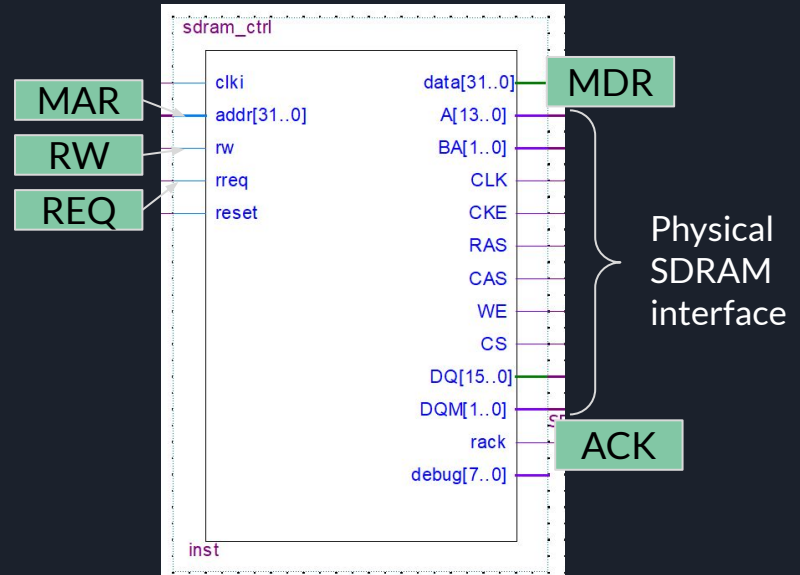 sdram_ctrl
MAR
RW
REQ
clki
addr[31..0]
rw
rreq
reset
data[31..0]
A[13..0]
BA[1..0]
CLK
CKE
RAS
CAS
WE
CS
DQ[15..0]
DQM[1..0]
rack
debug[7..0]
MDR
Physical
SDRAM
interface
ACK
inst